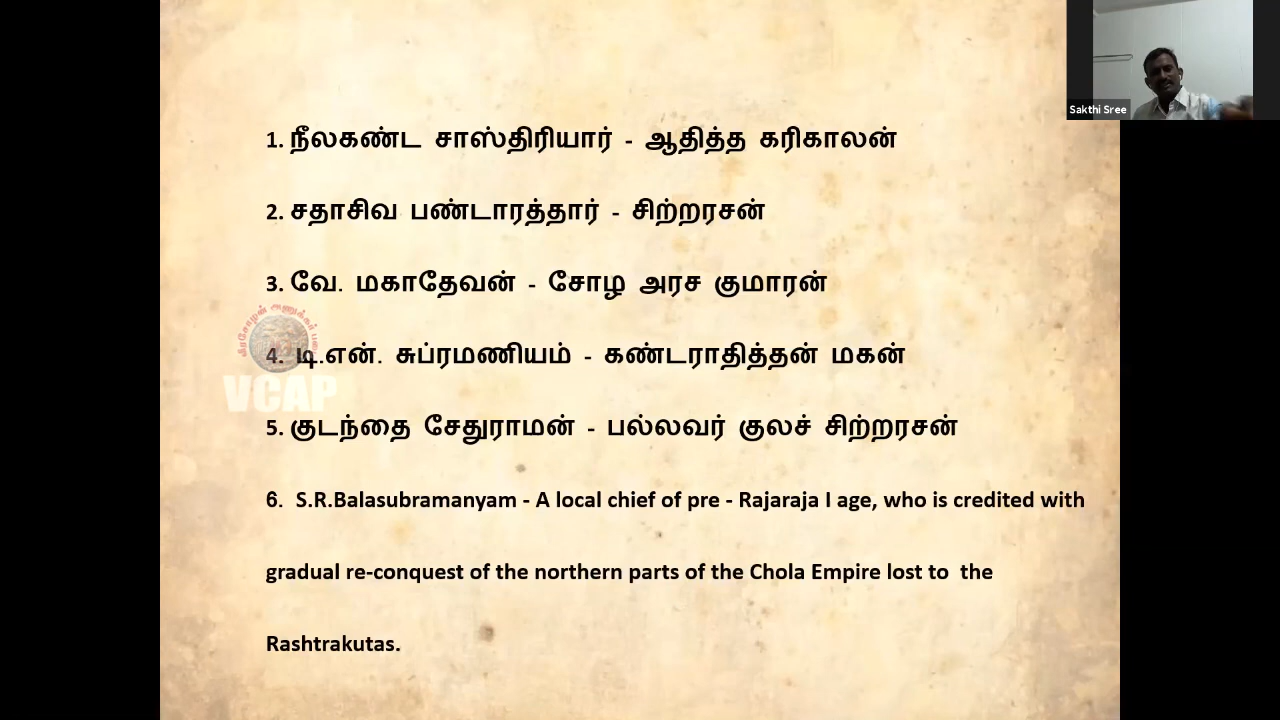 Sakthi Sree
1. நீலகண்ட சாஸ்திரியார் - ஆதித்த கரிகாலன்
2. சதாசிவ பண்டாரத்தார் - சிற்றரசன்
3. வே. மகாதேவன் - சோழ அரச குமாரன்
4. டி.என். சுப்ரமணியம் - கண்டராதித்தன் மகன்
VCAP
5. குடந்தை சேதுராமன் - பல்லவர் குலச் சிற்றரசன்
6. S.R.Balasubramanyam - A local chief of pre - Rajaraja I age, who is credited with
gradual re-conquest of the northern parts of the Chola Empire lost to the
Rashtrakutas.